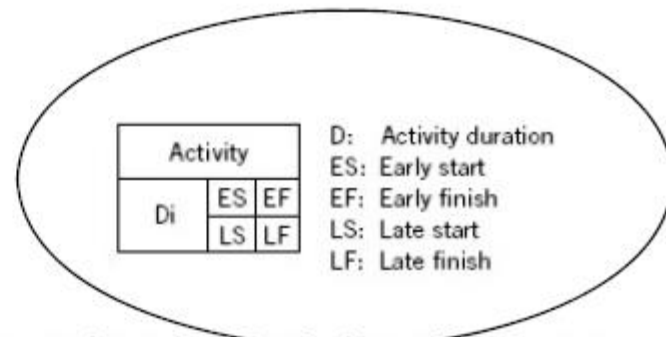 Activity
Di
ES EF
LS LF
D: Activity duration
ES: Early start
EF: Early finish
LS: Late start
LF: Late finish